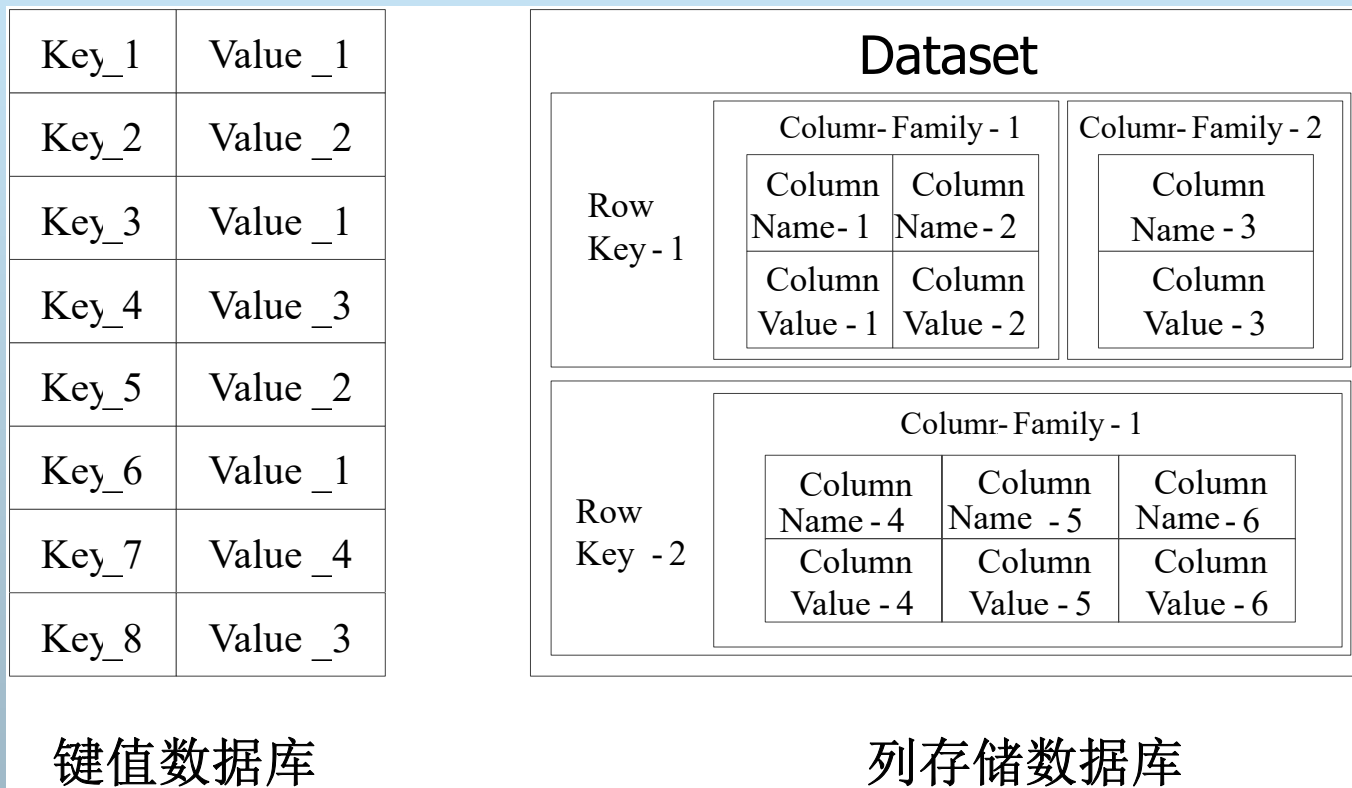 Key_1 Value _1
Key_2 Value _2
Key_3 Value _1
Key_4 Value _3
Key_5 Value _2
Key_6 Value _1
Key_7 Value _4
Key_8 Value _3
键值数据库
Dataset
Row
Key - 1
Columr- Family - 1
Column Column
Name- 1 Name - 2
Column Column
Value - 1 Value - 2
Columr- Family - 2
Column
Name - 3
Column
Value - 3
Row
Key - 2
Columr- Family - 1
Column Column Column
Name - 4 Name - 5 Name - 6
Column Column Column
Value - 4 Value - 5 Value - 6
列存储数据库